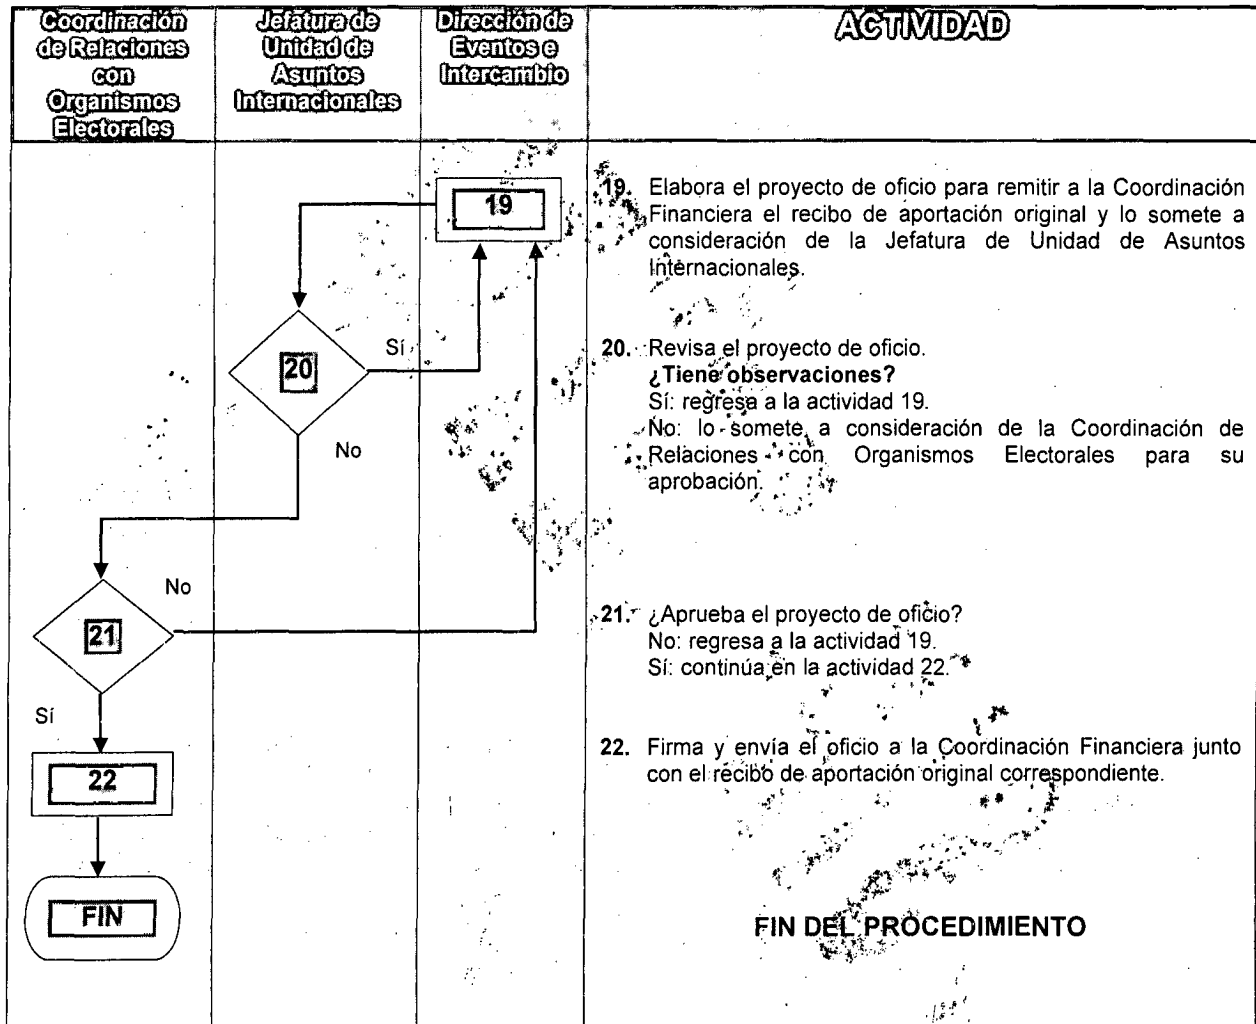 Coordinación
de Relaciones
con
Organismos
Electorales
Jefatura de
Unidad de
Asuntos
Internacionales
Dirección de
Eventos e
Intercambio
ACTIVIDAD
19
19. Elabora el proyecto de oficio para remitir a la Coordinación
Financiera el recibo de aportación original y lo somete a
consideración de la Jefatura de Unidad de Asuntos
Internacionales.
20
Sí
No
20. Revisa el proyecto de oficio.
¿Tiene observaciones?
Sí: regresa a la actividad 19.
No: lo somete a consideración de la Coordinación de
Relaciones con Organismos Electorales para su
aprobación.
No
21
Sí
21. ¿Aprueba el proyecto de oficio?
No: regresa a la actividad 19.
Sí: continúa en la actividad 22.
22
22. Firma y envía el oficio a la Coordinación Financiera junto
con el recibo de aportación original correspondiente.
FIN
FIN DEL PROCEDIMIENTO